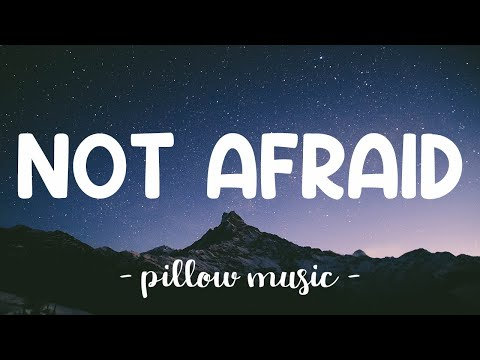 NOT AFRAID
- pillow music -